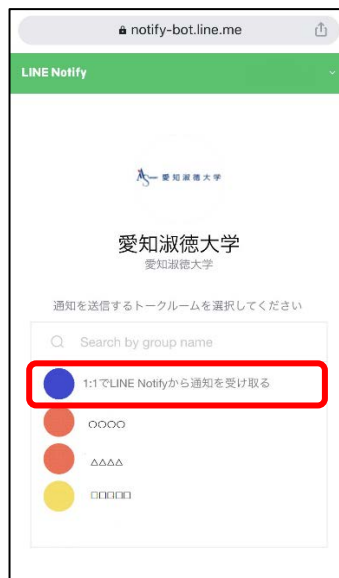 notify-bot.line.me
LINE Notify
AS 愛知淑徳大学
愛知淑徳大学
愛知淑徳大学
通知を送信するトークルームを選択してください
Search by group name
1:1でLINE Notifyから通知を受け取る
○○○○
△△△△
□□□□□